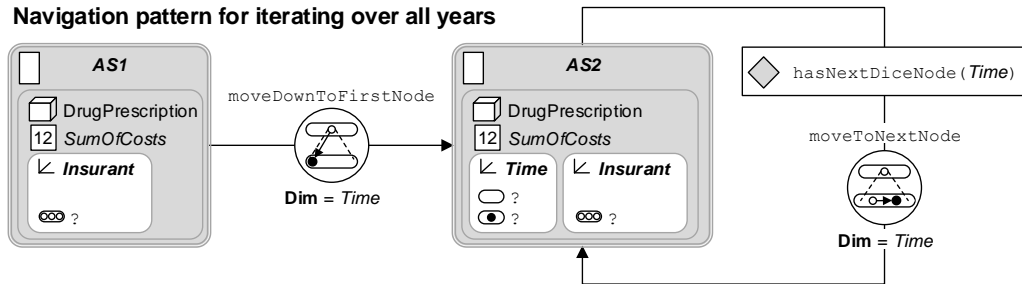 Navigation pattern for iterating over all years
AS1
DrugPrescription
12 SumOfCosts
Insurant
?
moveDownToFirstNode
Dim = Time
AS2
DrugPrescription
12 SumOfCosts
Time
?
?
Insurant
?
hasNextDiceNode(Time)
moveToNextNode
Dim = Time